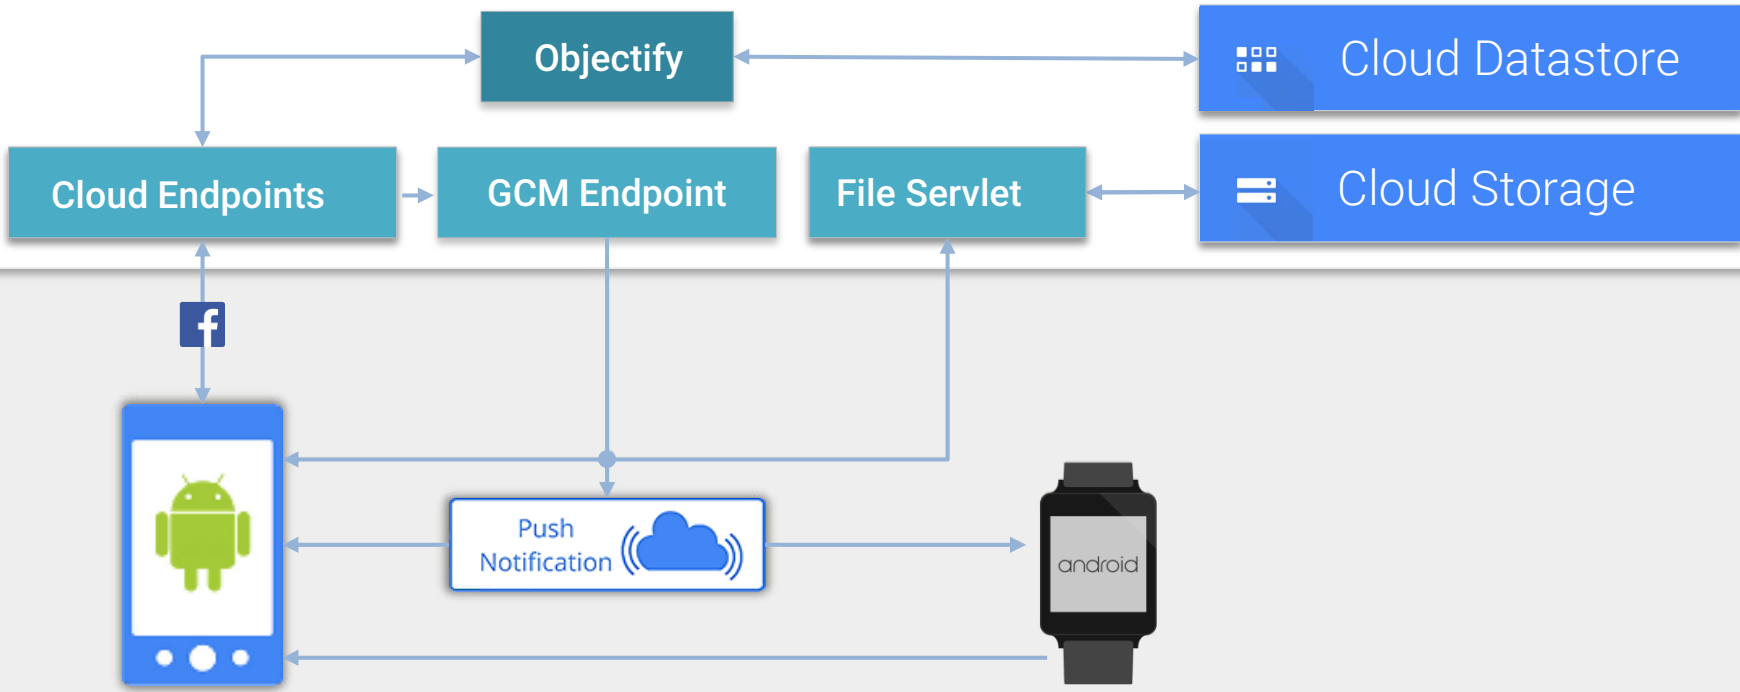 Objectify
Cloud Datastore
Cloud Endpoints
GCM Endpoint
File Servlet
Cloud Storage
f
Push
Notification
android